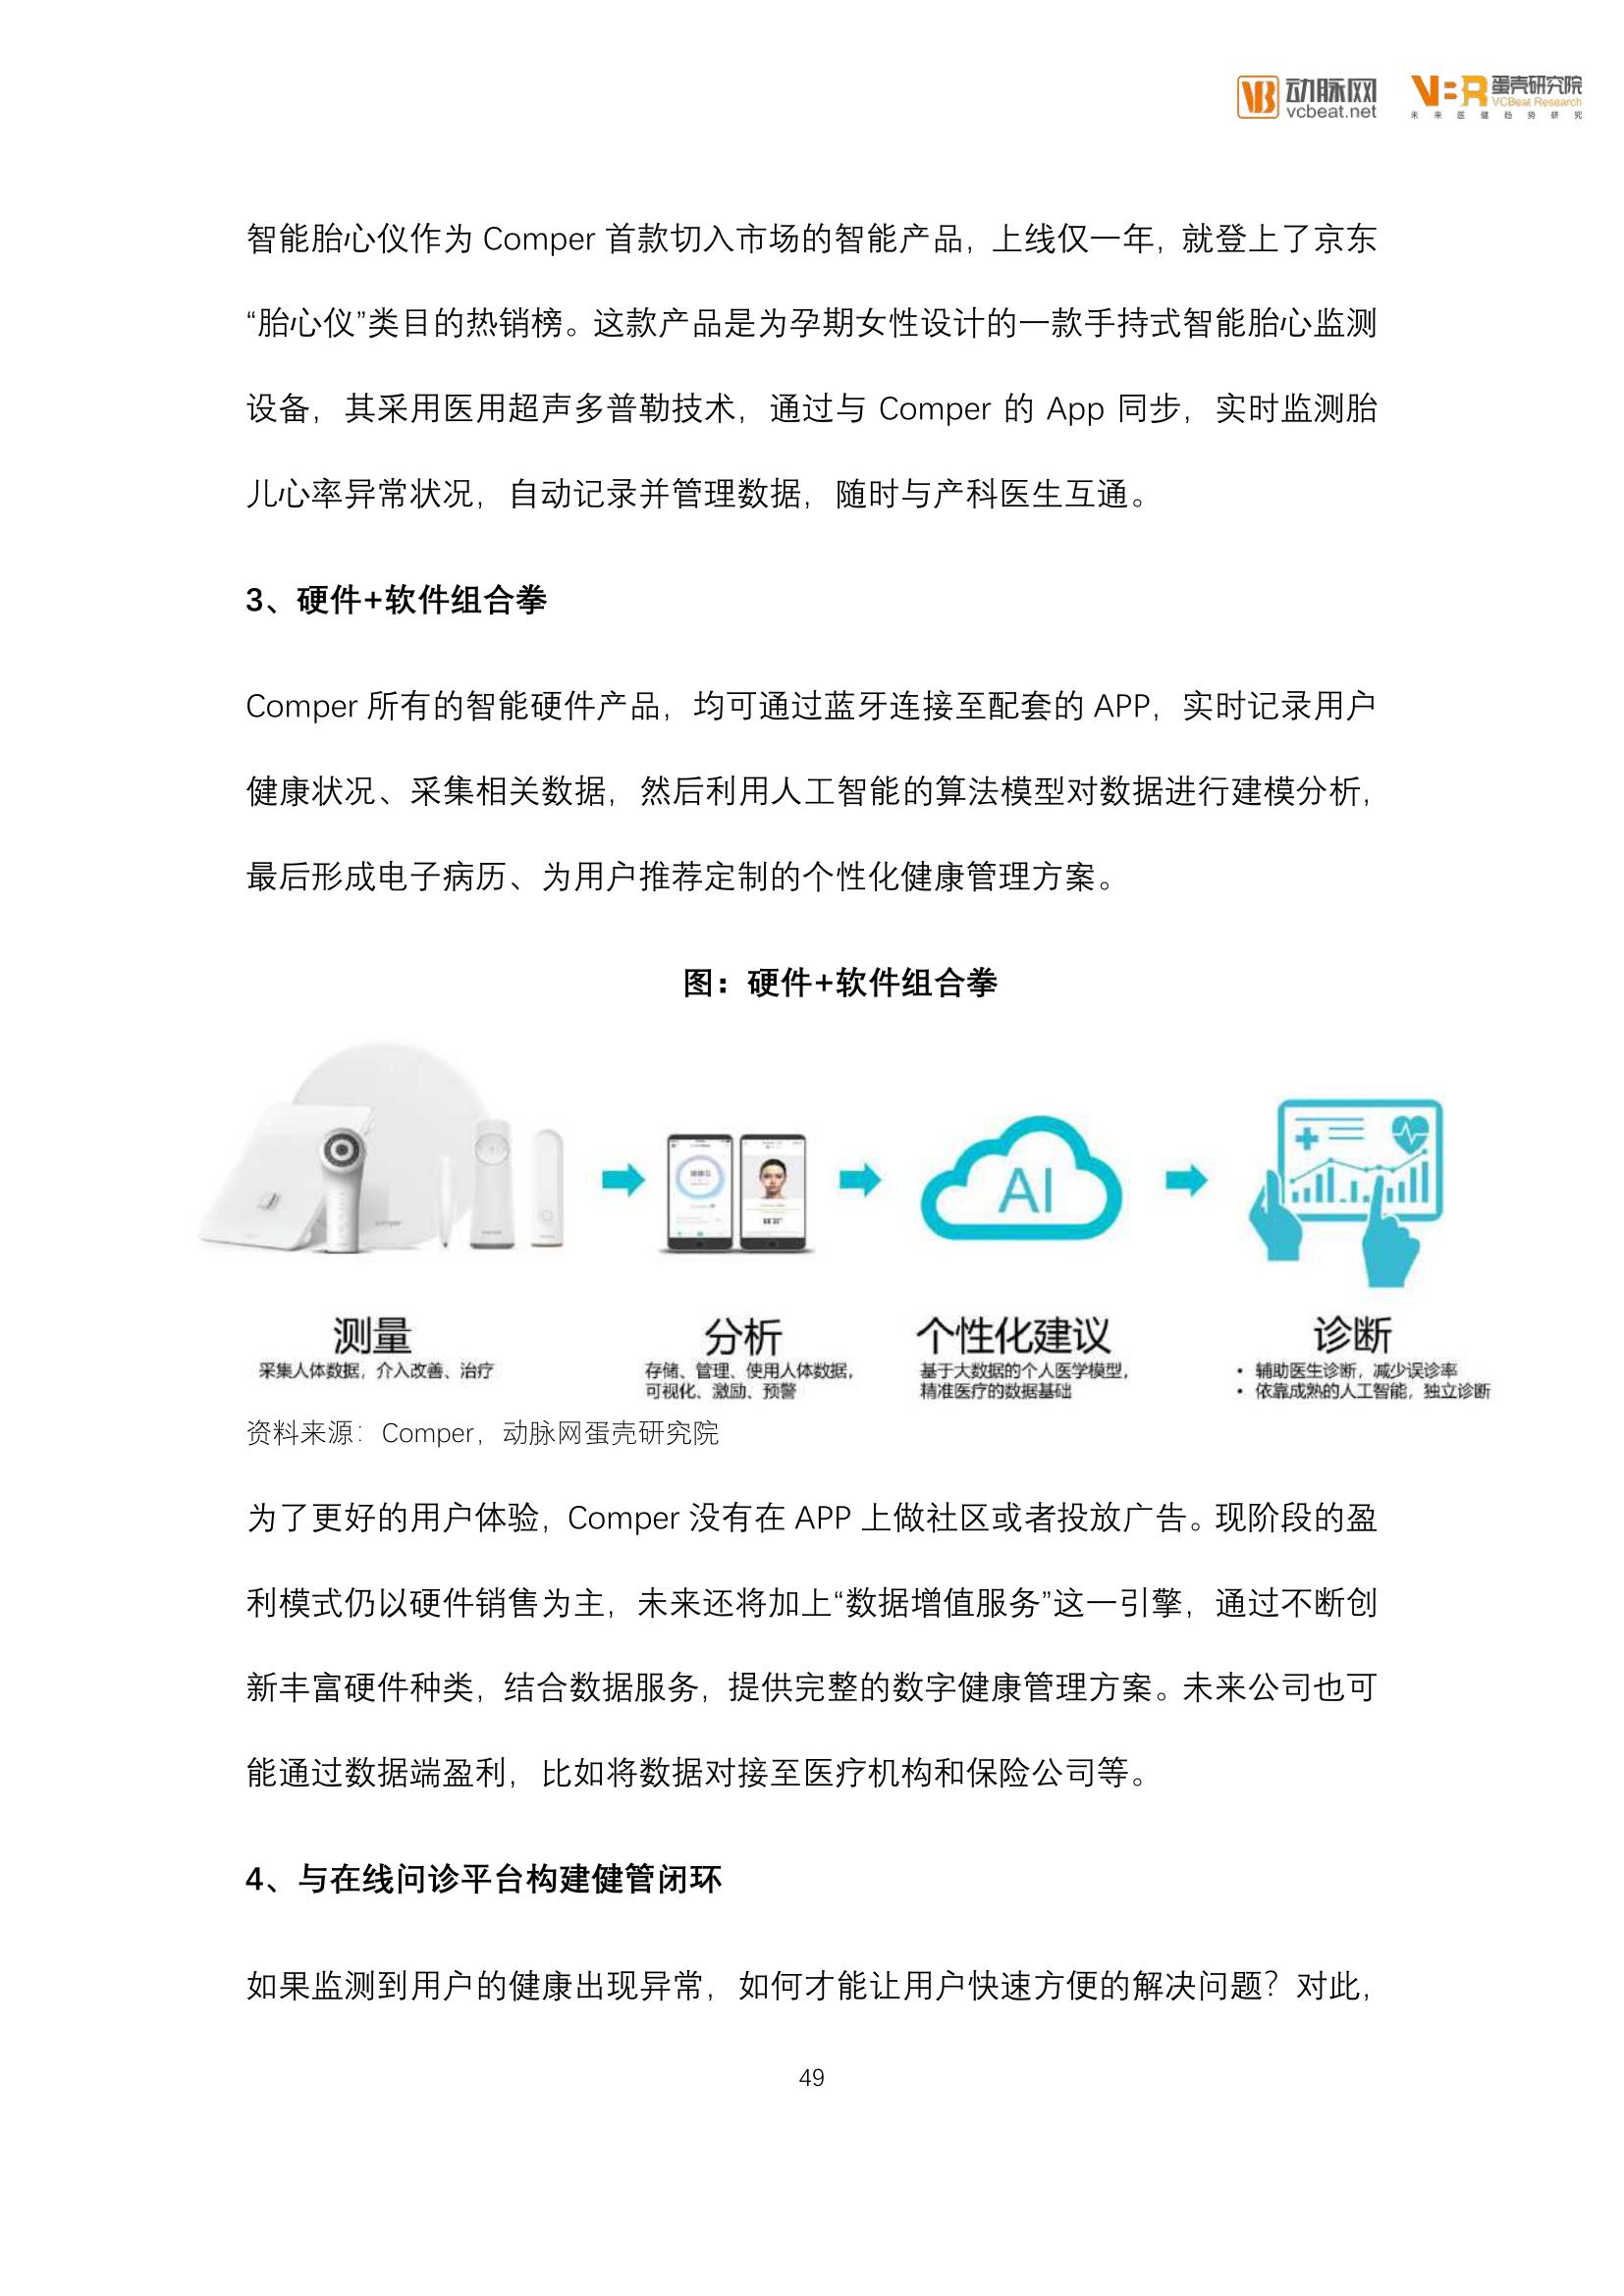 动脉网
vcbeat.net
VBR 蛋壳研究院
VCBeat Research
未来医健趋势研究
智能胎心仪作为 Comper 首款切入市场的智能产品，上线仅一年，就登上了京东
“胎心仪”类目的热销榜。这款产品是为孕期女性设计的一款手持式智能胎心监测
设备，其采用医用超声多普勒技术，通过与 Comper 的 App 同步，实时监测胎
儿心率异常状况，自动记录并管理数据，随时与产科医生互通。
3、硬件+软件组合拳
Comper 所有的智能硬件产品，均可通过蓝牙连接至配套的 APP，实时记录用户
健康状况、采集相关数据，然后利用人工智能的算法模型对数据进行建模分析，
最后形成电子病历、为用户推荐定制的个性化健康管理方案。
图：硬件+软件组合拳
AI
测量
采集人体数据，介入改善、治疗
分析
存储、管理、使用人体数据，
可视化、激励、预警
个性化建议
基于大数据的个人医学模型，
精准医疗的数据基础
诊断
• 辅助医生诊断，减少误诊率
• 依靠成熟的人工智能，独立诊断
资料来源：Comper，动脉网蛋壳研究院
为了更好的用户体验，Comper 没有在 APP 上做社区或者投放广告。现阶段的盈
利模式仍以硬件销售为主，未来还将加上“数据增值服务”这一引擎，通过不断创
新丰富硬件种类，结合数据服务，提供完整的数字健康管理方案。未来公司也可
能通过数据端盈利，比如将数据对接至医疗机构和保险公司等。
4、与在线问诊平台构建健管闭环
如果监测到用户的健康出现异常，如何才能让用户快速方便的解决问题？对此，
49